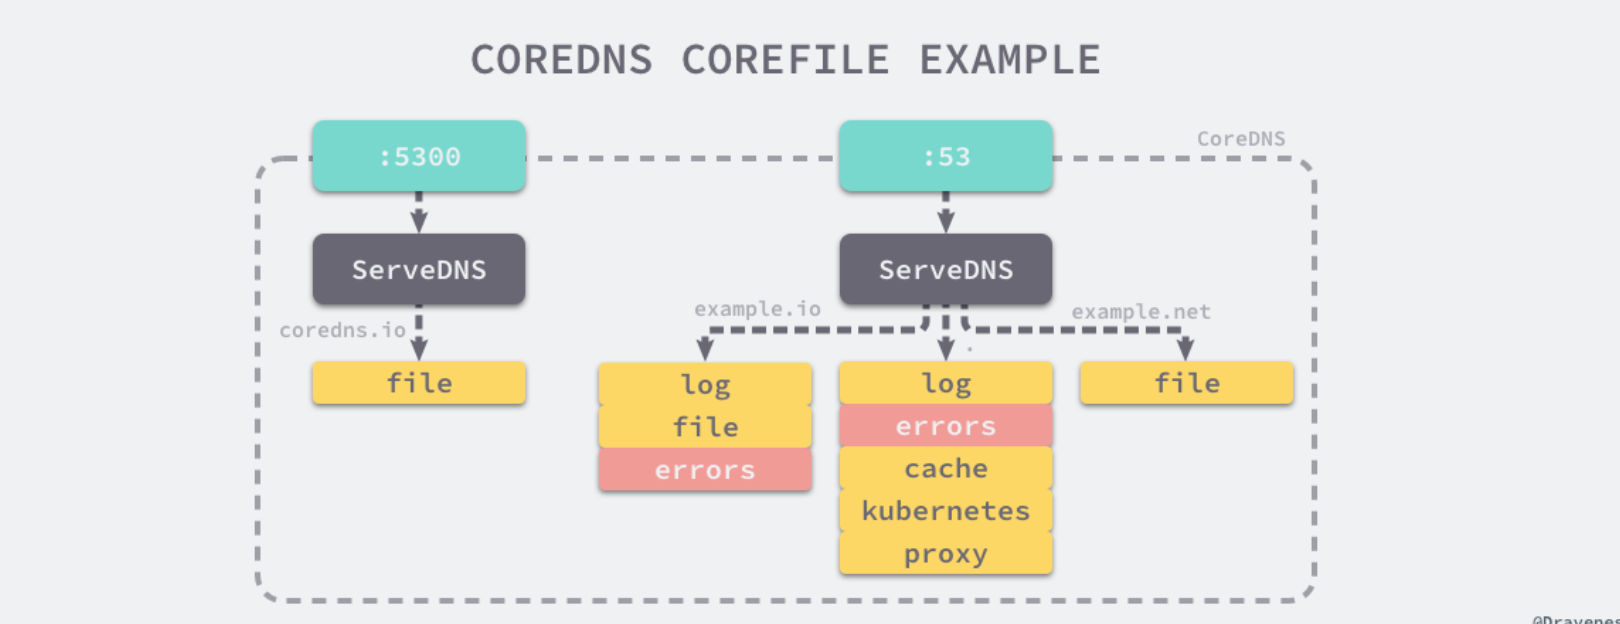 COREDNS COREFILE EXAMPLE
CoreDNS
:5300
:53
ServeDNS
ServeDNS
coredns.io
example.io
.
example.net
file
log
file
errors
log
errors
cache
kubernetes
proxy
file